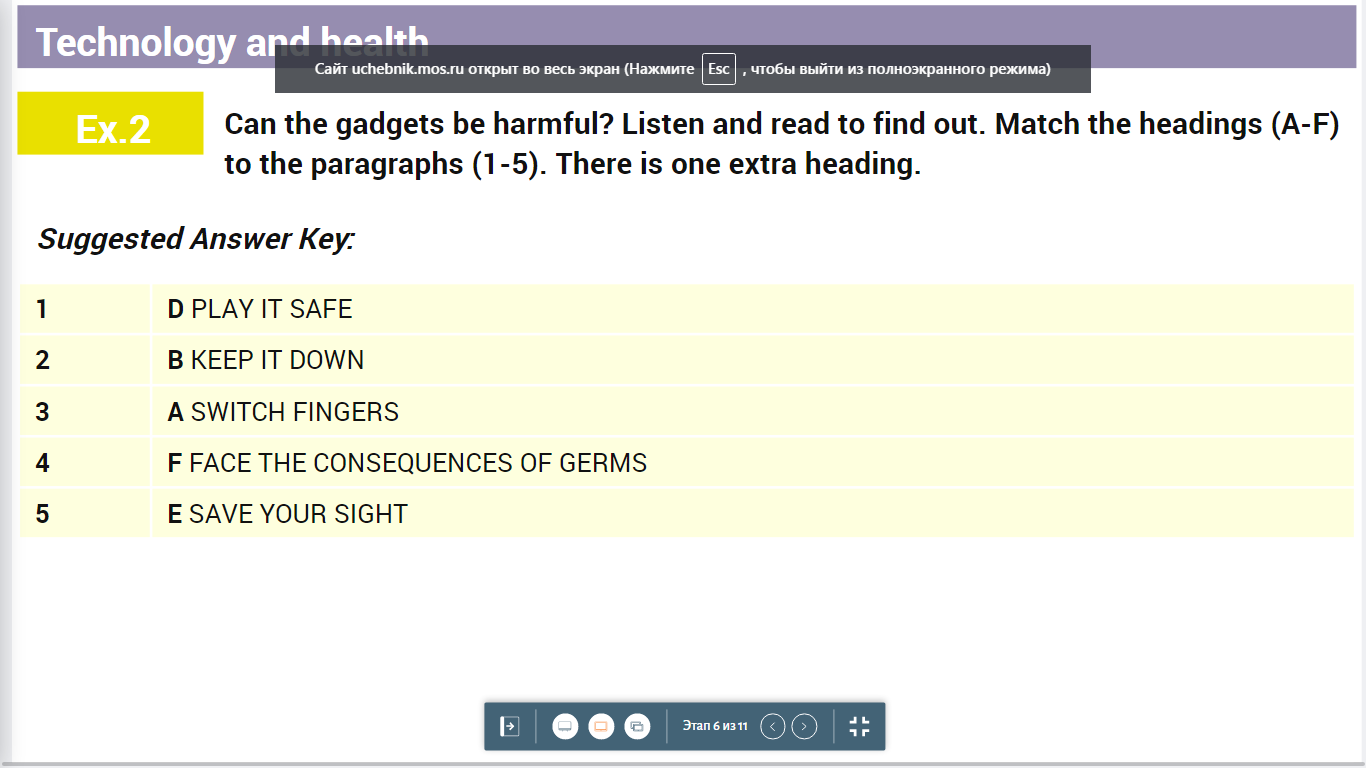 Technology and health
Сайт uchebnik.mos.ru открыт во весь экран (Нажмите Esc , чтобы выйти из полноэкранного режима)
Ex.2
Can the gadgets be harmful? Listen and read to find out. Match the headings (A-F)
to the paragraphs (1-5). There is one extra heading.
Suggested Answer Key:
1 D PLAY IT SAFE
2 B KEEP IT DOWN
3 A SWITCH FINGERS
4 F FACE THE CONSEQUENCES OF GERMS
5 E SAVE YOUR SIGHT
Этап 6 из 11